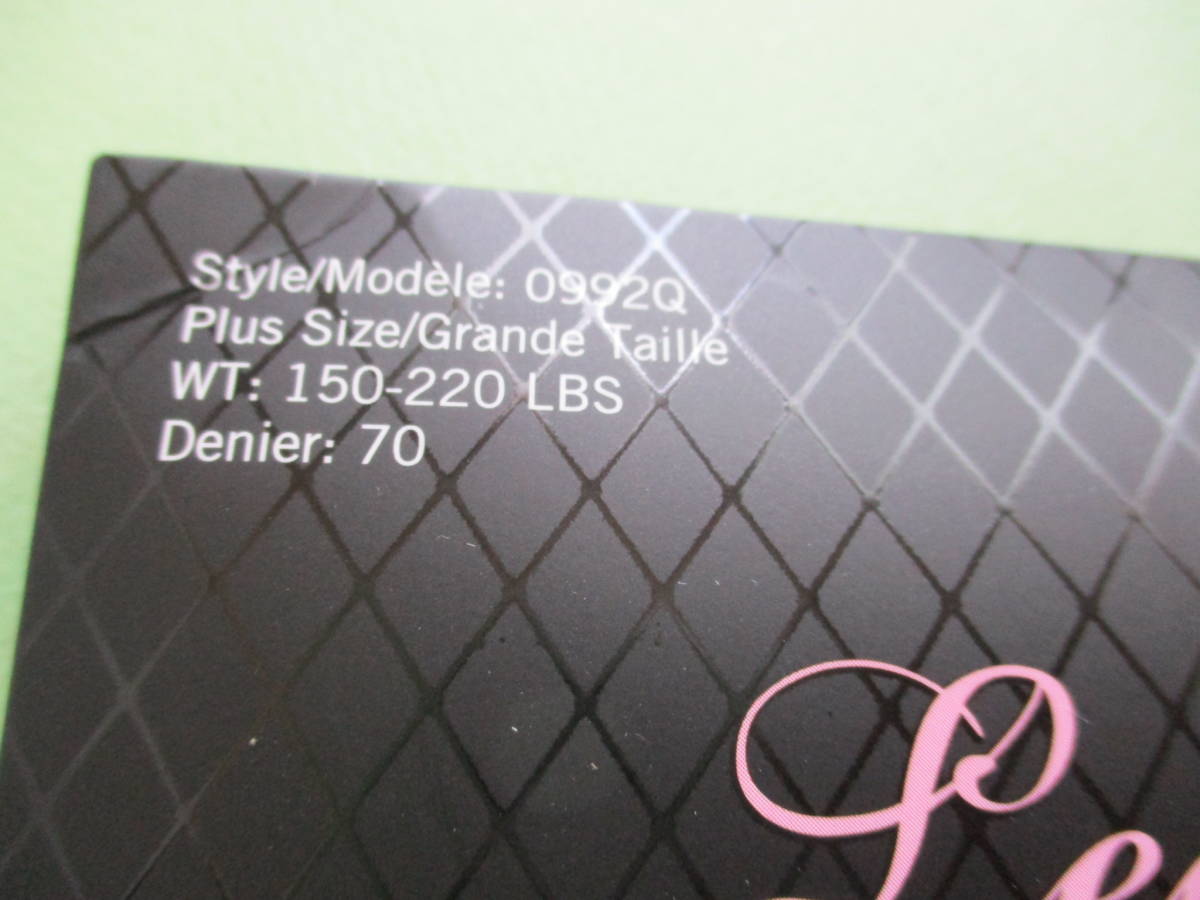 Style/Modèle: 0992Q
Plus Size/Grande Taille
WT: 150-220 LBS
Denier: 70